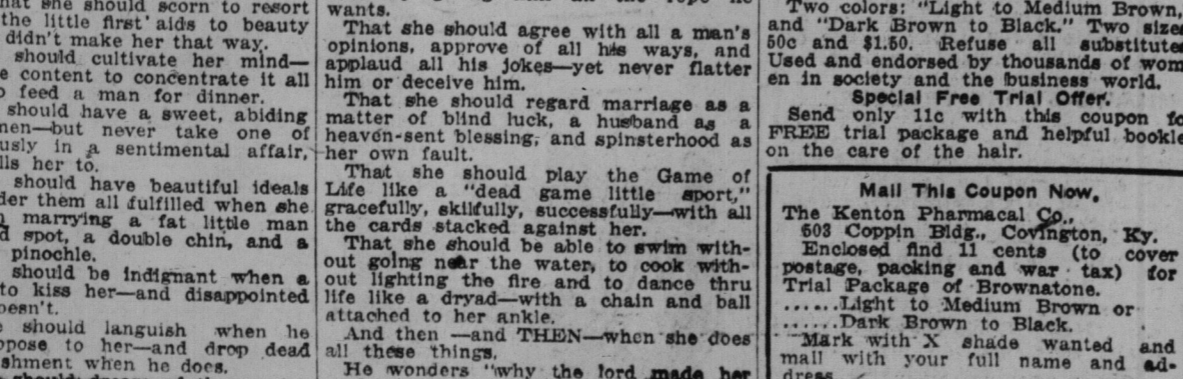 hat she should scorn to resort
the little first aids to beauty
didn't make her that way.
should cultivate her mind—
e content to concentrate it all
o feed a man for dinner.
should have a sweet, abiding
men—but never take one of
usly in a sentimental affair,
lls her to.
should have beautiful ideals
der them all fulfilled when she
marrying a fat little man
d spot, a double chin, and a
pinochle.
should be indignant when a
to kiss her—and disappointed
oesn't.
e should languish when he
opose to her—and drop dead
shment when he does.
wants.
That she should agree with all a man's
opinions, approve of all his ways, and
applaud all his jokes—yet never flatter
him or deceive him.
That she should regard marriage as a
matter of blind luck, a husband as a
heaven-sent blessing, and spinsterhood as
her own fault.
That she should play the Game of
Life like a "dead game little sport,"
gracefully, skilfully, successfully—with all
the cards stacked against her.
That she should be able to swim with-
out going near the water, to cook with-
out lighting the fire and to dance thru
life like a dryad—with a chain and ball
attached to her ankle.
And then —and THEN—when she does
all these things,
He wonders "why the lord made her
Two colors: "Light to Medium Brown,
and "Dark Brown to Black." Two sizes
50c and $1.50. Refuse all substitutes
Used and endorsed by thousands of wom
en in society and the business world.
Special Free Trial Offer.
Send only 11c with this coupon fo
FREE trial package and helpful bookle
on the care of the hair.
Mail This Coupon Now.
The Kenton Pharmacal Co.,
603 Coppin Bldg., Covington, Ky.
Enclosed find 11 cents (to cover
postage, packing and war tax) for
Trial Package of Brownatone.
......Light to Medium Brown or
......Dark Brown to Black.
Mark with X shade wanted and
mail with your full name and ad-
dress